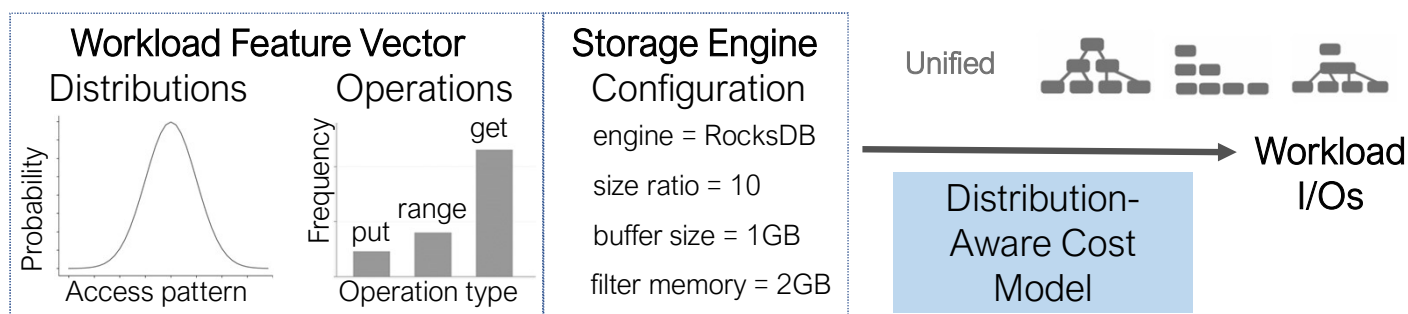 Workload Feature Vector
Distributions
Probability
Access pattern
Operations
Frequency
put
range
get
Operation type
Storage Engine
Configuration
engine = RocksDB
size ratio = 10
buffer size = 1GB
filter memory = 2GB
Unified
Distribution-
Aware Cost
Model
Workload
I/Os